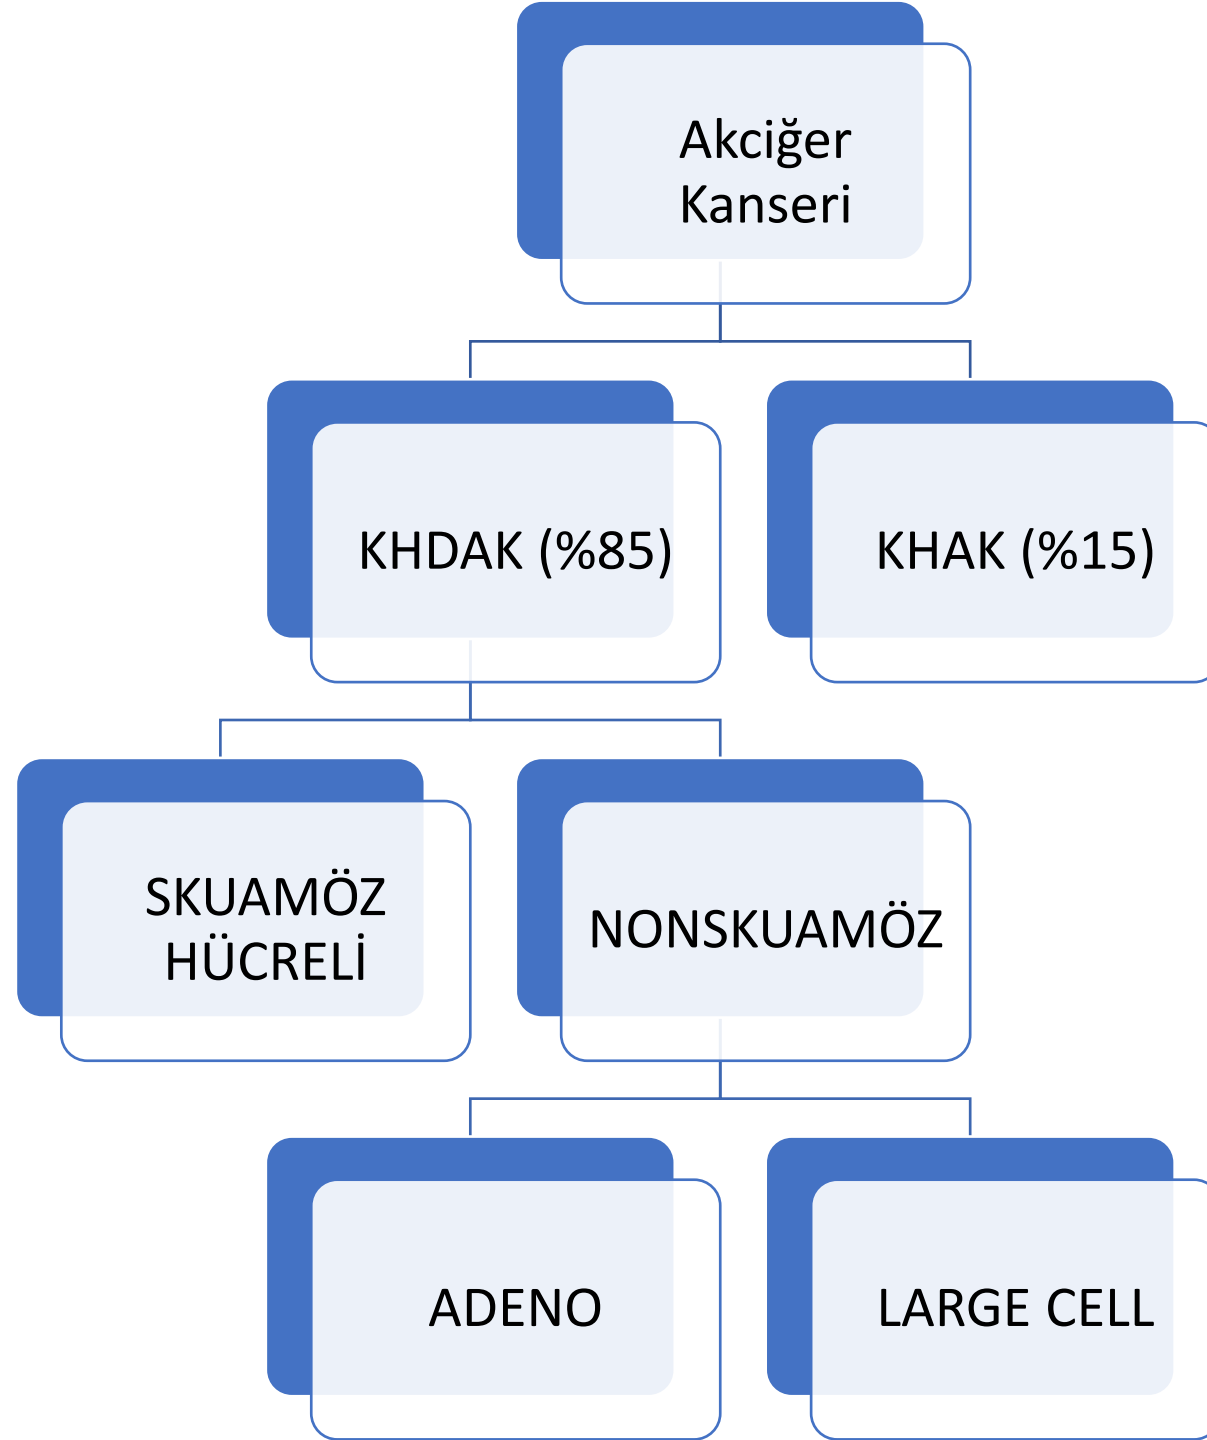 Akciğer
Kanseri
KHDAK (%85)
KHAK (%15)
SKUAMÖZ
HÜCRELİ
NONSKUAMÖZ
ADENO
LARGE CELL